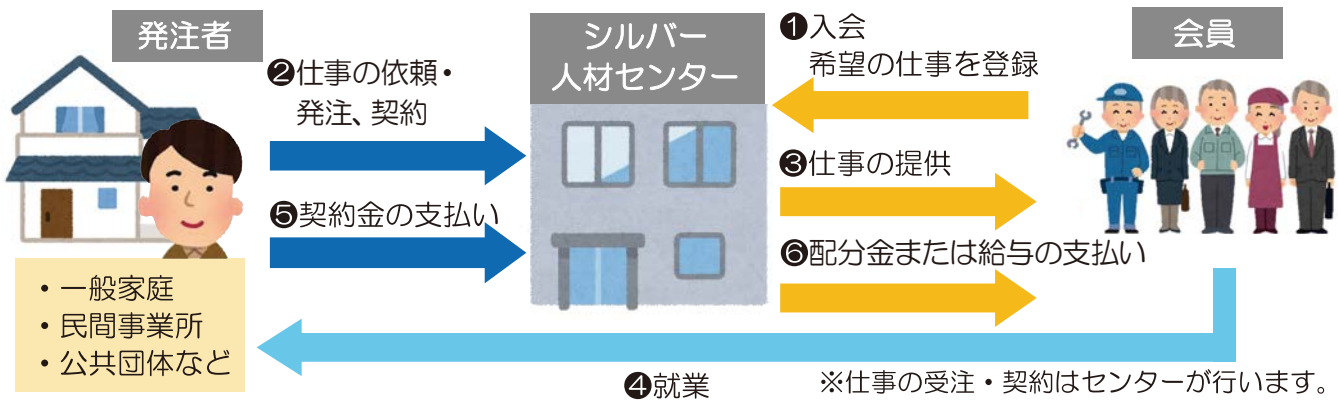 発注者
❷仕事の依頼・
発注、契約
❺契約金の支払い
・一般家庭
・民間事業所
・公共団体など
シルバー
人材センター
❶入会
希望の仕事を登録
❸仕事の提供
❻配分金または給与の支払い
会員
❹就業
※仕事の受注・契約はセンターが行います。